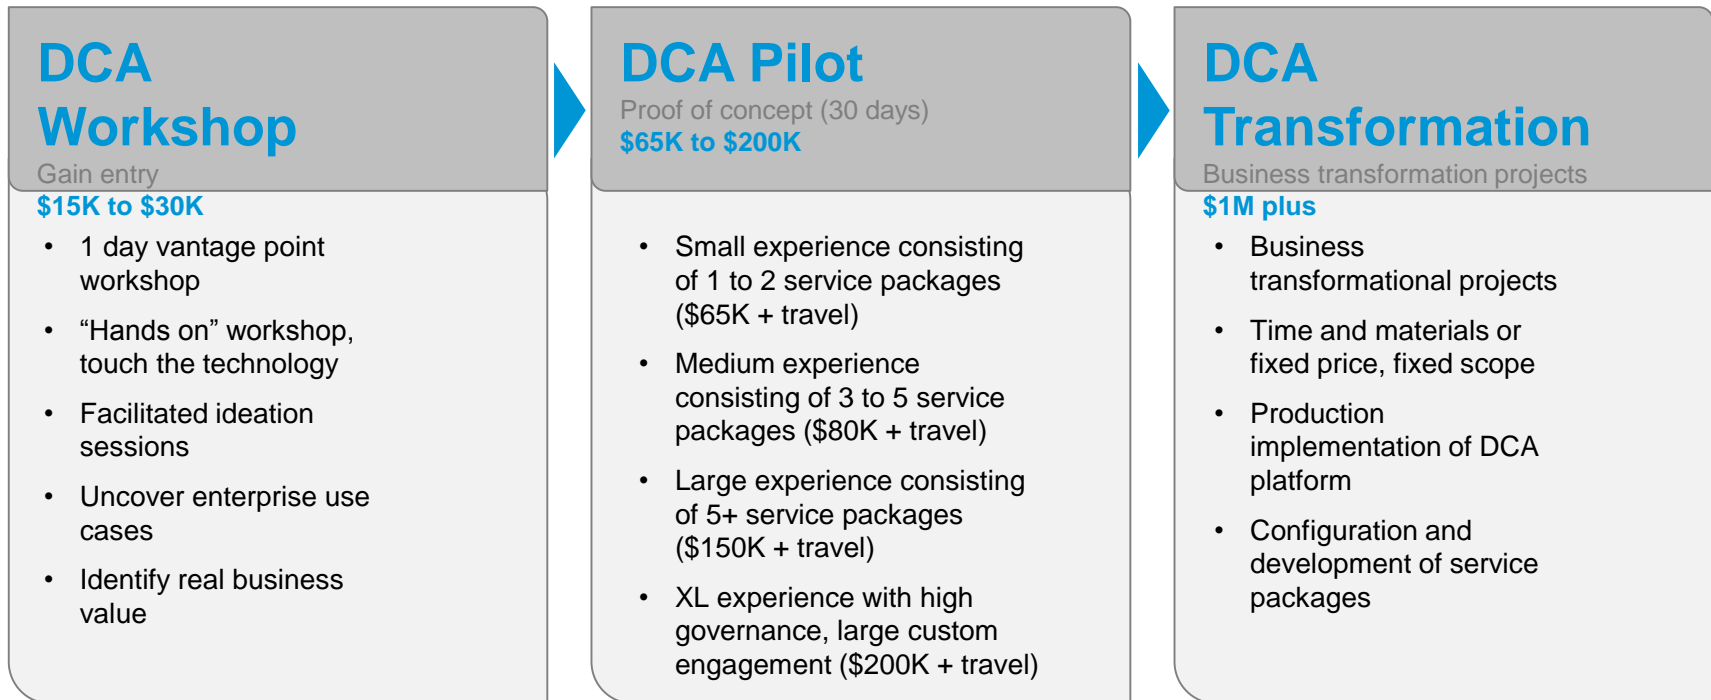 DCA
Workshop
Gain entry
$15K to $30K
• 1 day vantage point
workshop
• “Hands on” workshop,
touch the technology
• Facilitated ideation
sessions
• Uncover enterprise use
cases
• Identify real business
value
DCA Pilot
Proof of concept (30 days)
$65K to $200K
• Small experience consisting
of 1 to 2 service packages
($65K + travel)
• Medium experience
consisting of 3 to 5 service
packages ($80K + travel)
• Large experience consisting
of 5+ service packages
($150K + travel)
• XL experience with high
governance, large custom
engagement ($200K + travel)
DCA
Transformation
Business transformation projects
$1M plus
• Business
transformational projects
• Time and materials or
fixed price, fixed scope
• Production
implementation of DCA
platform
• Configuration and
development of service
packages